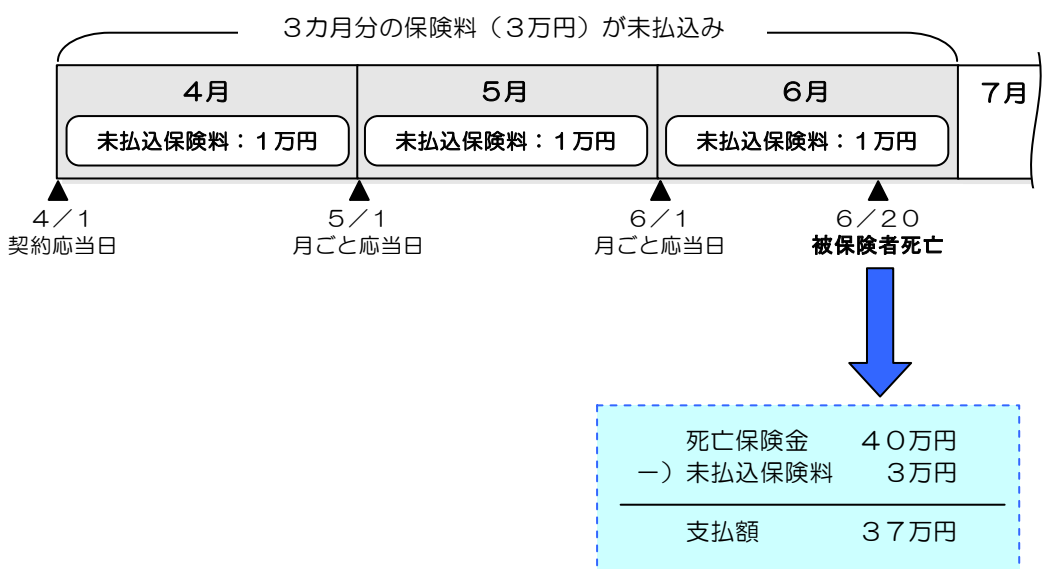 ３カ月分の保険料（３万円）が未払込み
４月
５月
６月
７月
未払込保険料：１万円
未払込保険料：１万円
未払込保険料：１万円
４／１
契約応当日
５／１
月ごと応当日
６／１
月ごと応当日
６／２０
被保険者死亡
死亡保険金　４０万円
－）未払込保険料　３万円
支払額　３７万円